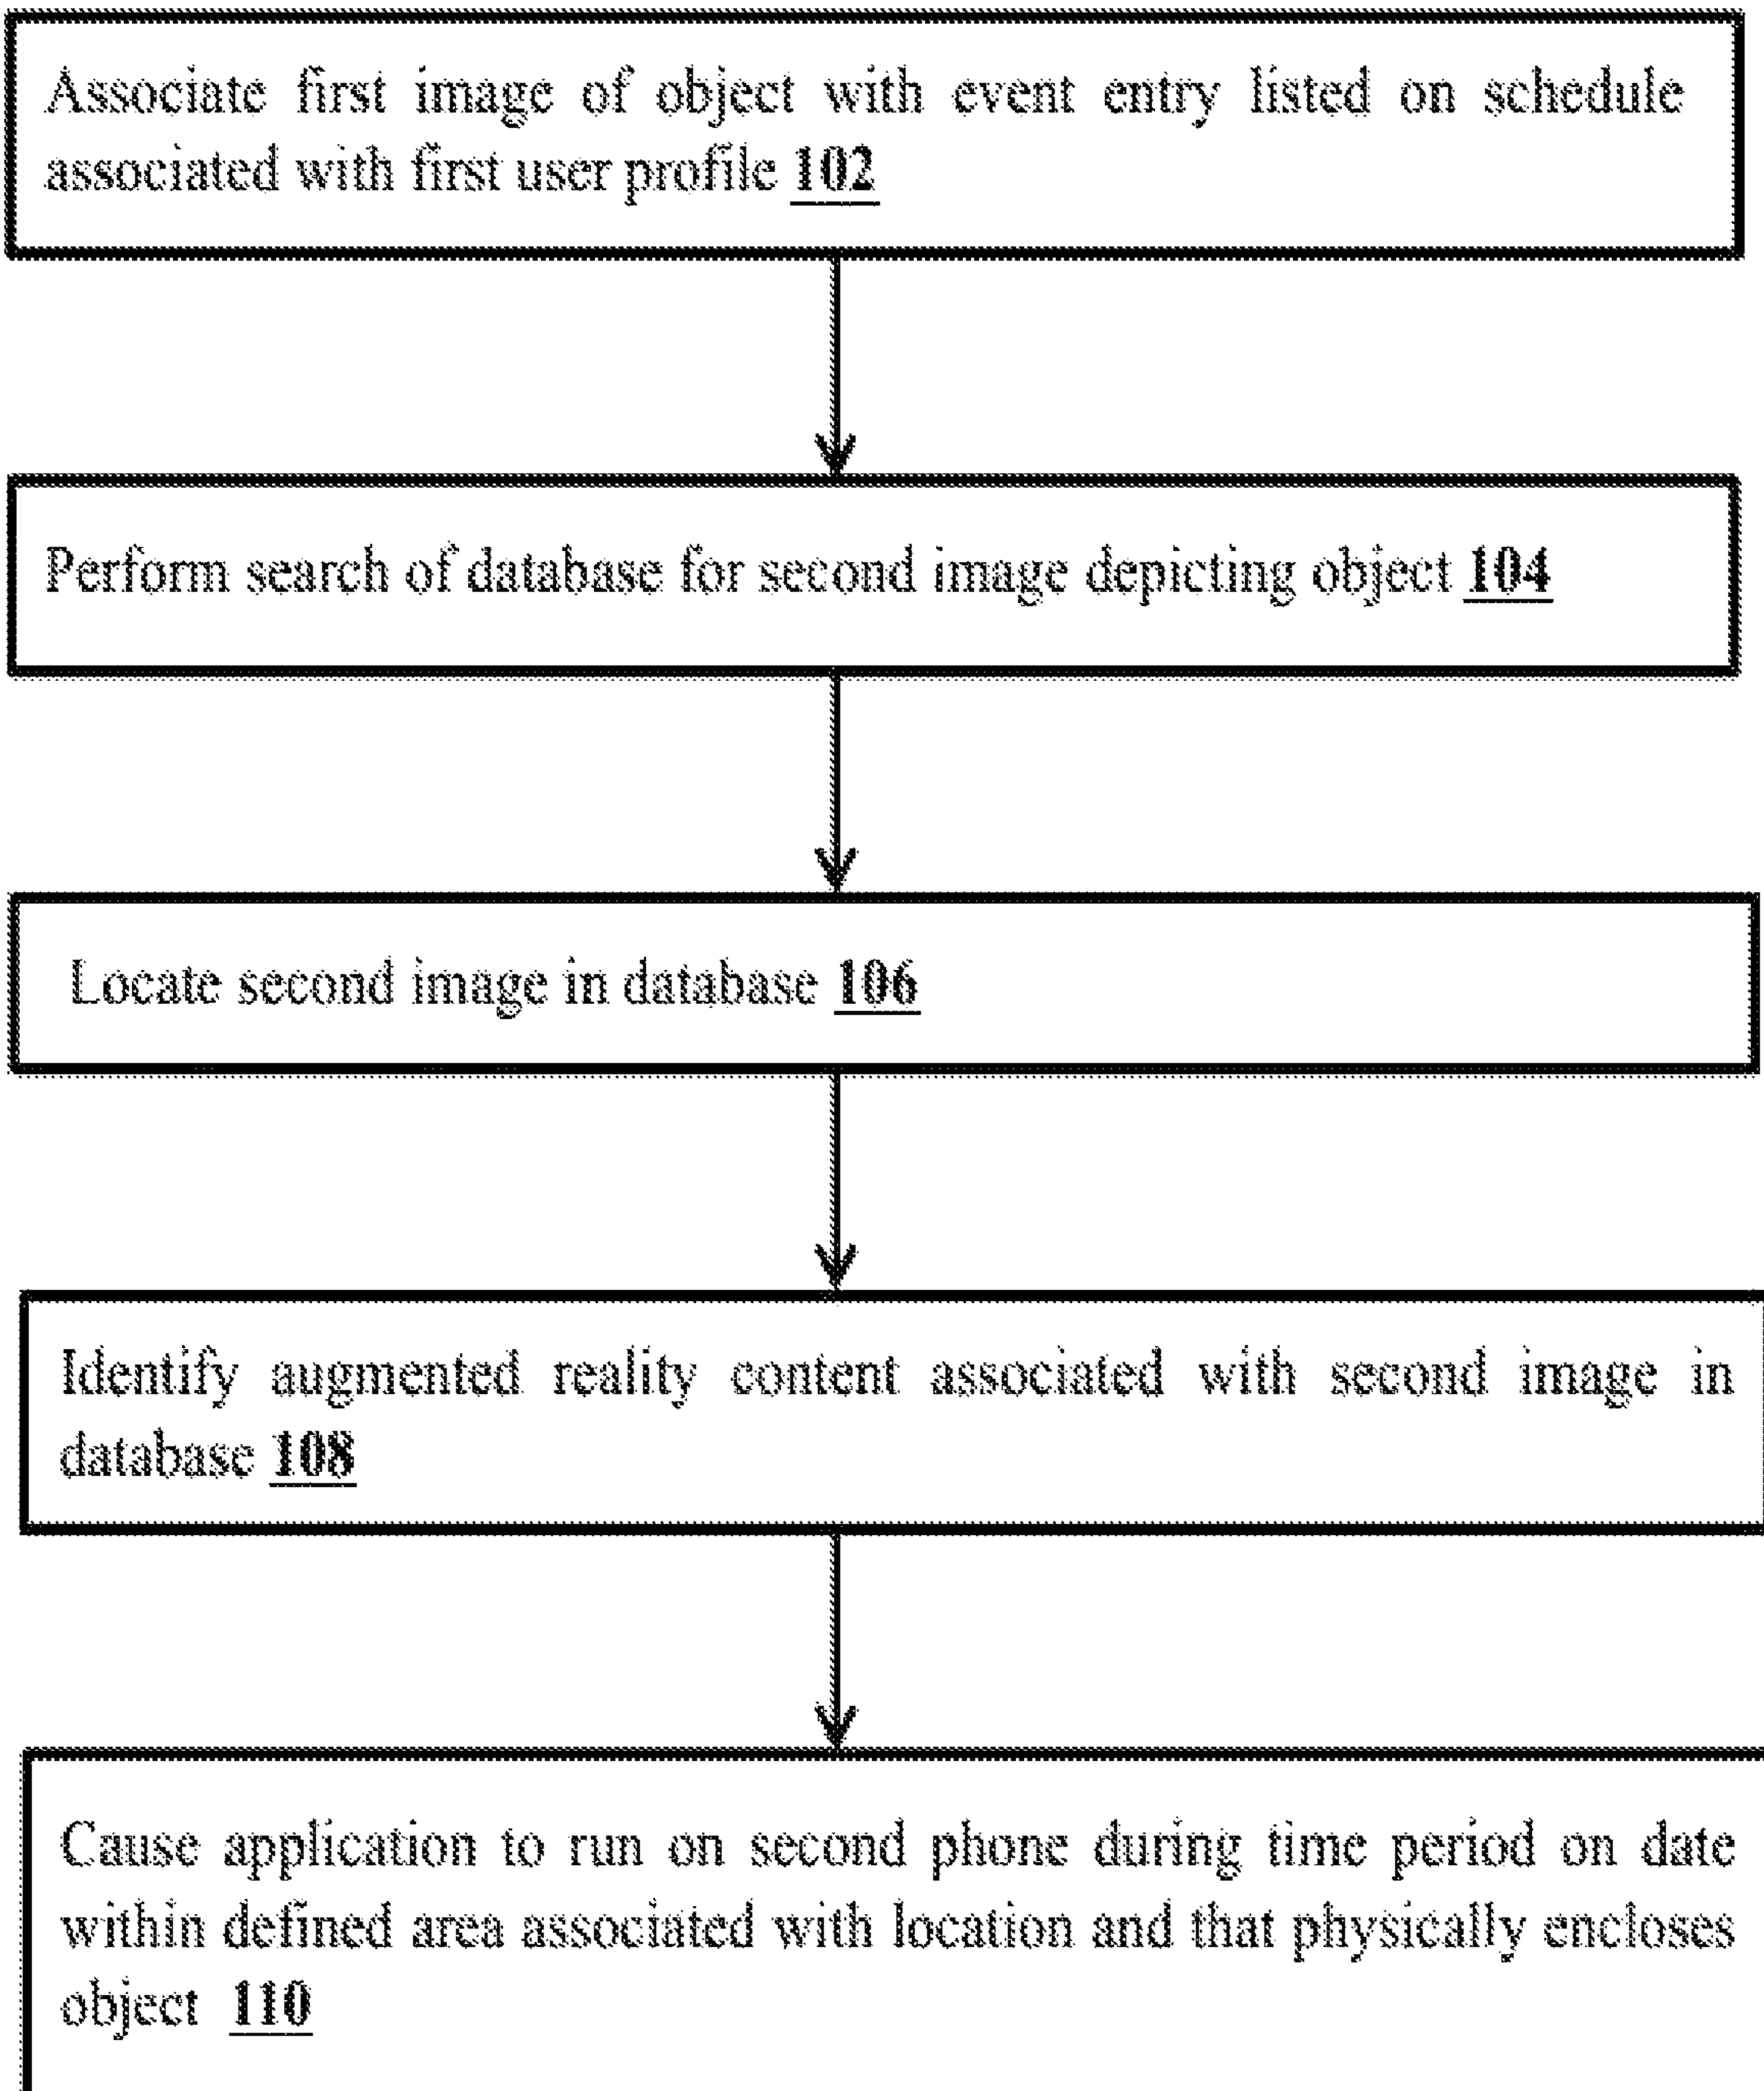 Associate first image of object with event entry listed on schedule
associated with first user profile 102
Perform search of database for second image depicting object 104
Locate second image in database 106
Identify augmented reality content associated with second image in
database 108
Cause application to run on second phone during time period on date
within defined area associated with location and that physically encloses
object 110